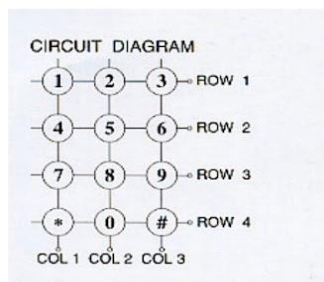 CIRCUIT DIAGRAM
1 2 3 ROW 1
4 5 6 ROW 2
7 8 9 ROW 3
* 0 # ROW 4
COL 1 COL 2 COL 3